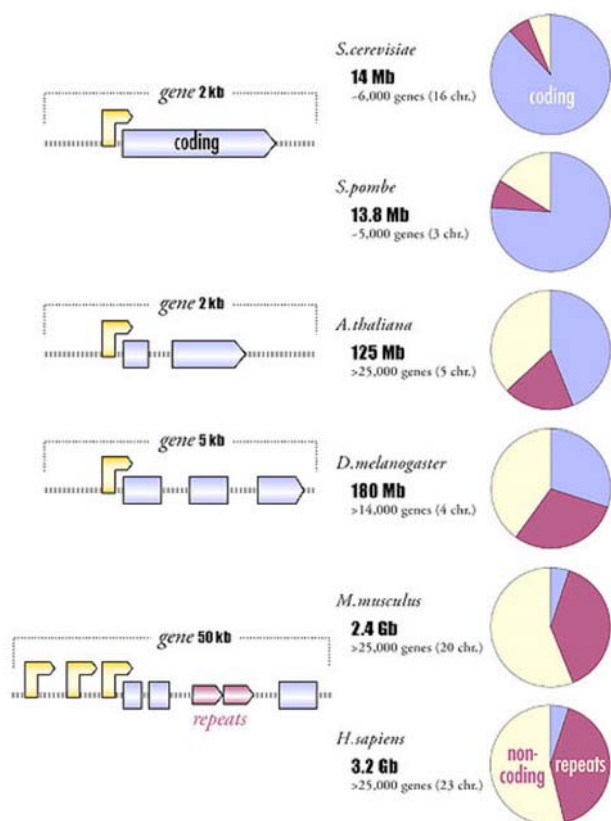 S.cerevisiae
14 Mb
~6,000 genes (16 chr.)
coding
gene 2 kb
coding
S.pombe
13.8 Mb
~5,000 genes (3 chr.)
gene 2 kb
A.thaliana
125 Mb
>25,000 genes (5 chr.)
gene 5 kb
D.melanogaster
180 Mb
>14,000 genes (4 chr.)
M.musculus
2.4 Gb
>25,000 genes (20 chr.)
gene 50 kb
repeats
H.sapiens
3.2 Gb
>25,000 genes (23 chr.)
non-
coding
repeats